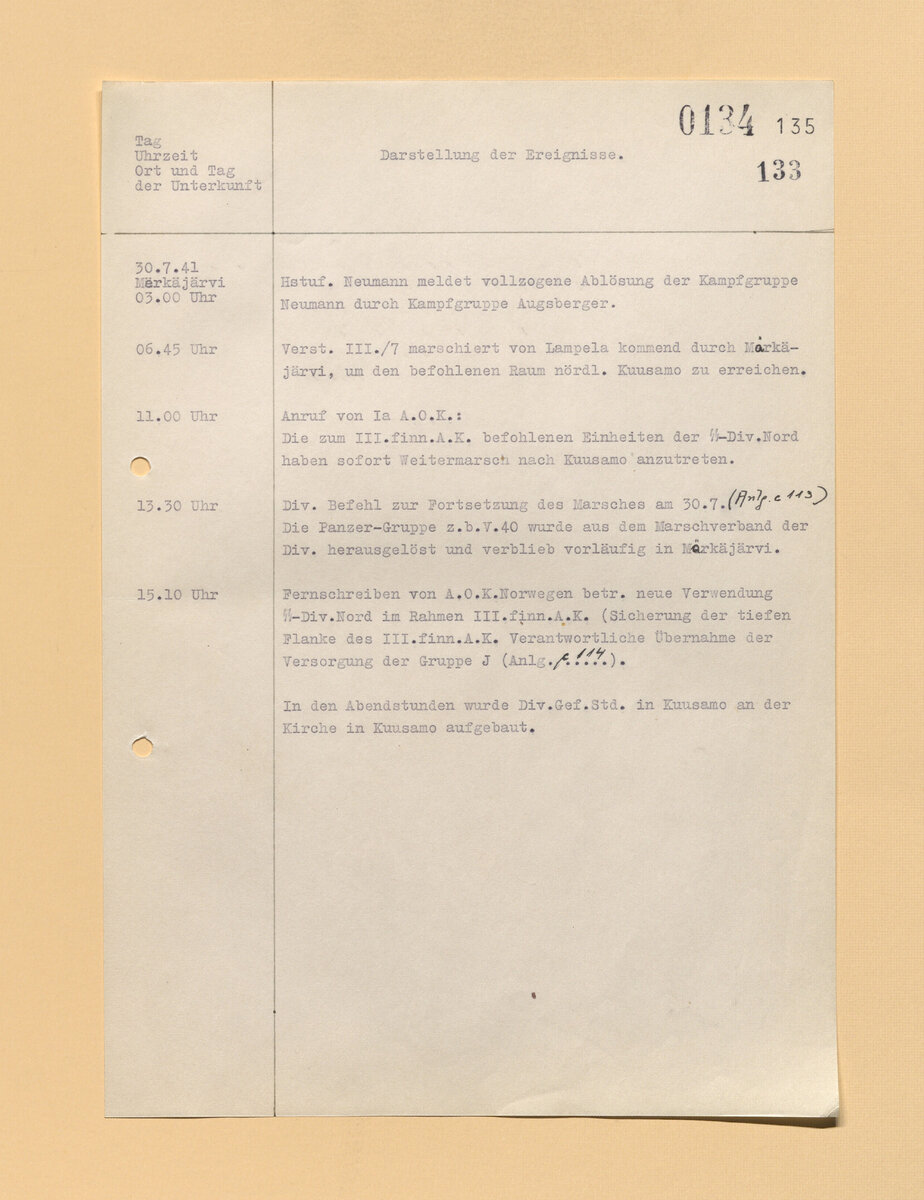 0134 135
133
Tag
Uhrzeit
Ort und Tag
der Unterkunft
Darstellung der Ereignisse.
30.7.41
Märkäjärvi
03.00 Uhr
Hstuf. Neumann meldet vollzogene Ablösung der Kampfgruppe
Neumann durch Kampfgruppe Augsberger.
06.45 Uhr
Verst. III./7 marschiert von Lampela kommend durch Märkä-
järvi, um den befohlenen Raum nördl. Kuusamo zu erreichen.
11.00 Uhr
Anruf von Ia A.O.K.:
Die zum III.finn.A.K. befohlenen Einheiten der ᛋᛋ-Div.Nord
haben sofort Weitermarsch nach Kuusamo anzutreten.
13.30 Uhr
Div. Befehl zur Fortsetzung des Marsches am 30.7. (Anlg. c 113)
Die Panzer-Gruppe z.b.V.40 wurde aus dem Marschverband der
Div. herausgelöst und verblieb vorläufig in Märkäjärvi.
15.10 Uhr
Fernschreiben von A.O.K.Norwegen betr. neue Verwendung
ᛋᛋ-Div.Nord im Rahmen III.finn.A.K. (Sicherung der tiefen
Flanke des III.finn.A.K. Verantwortliche Übernahme der
Versorgung der Gruppe J (Anlg. 114).
In den Abendstunden wurde Div.Gef.Std. in Kuusamo an der
Kirche in Kuusamo aufgebaut.